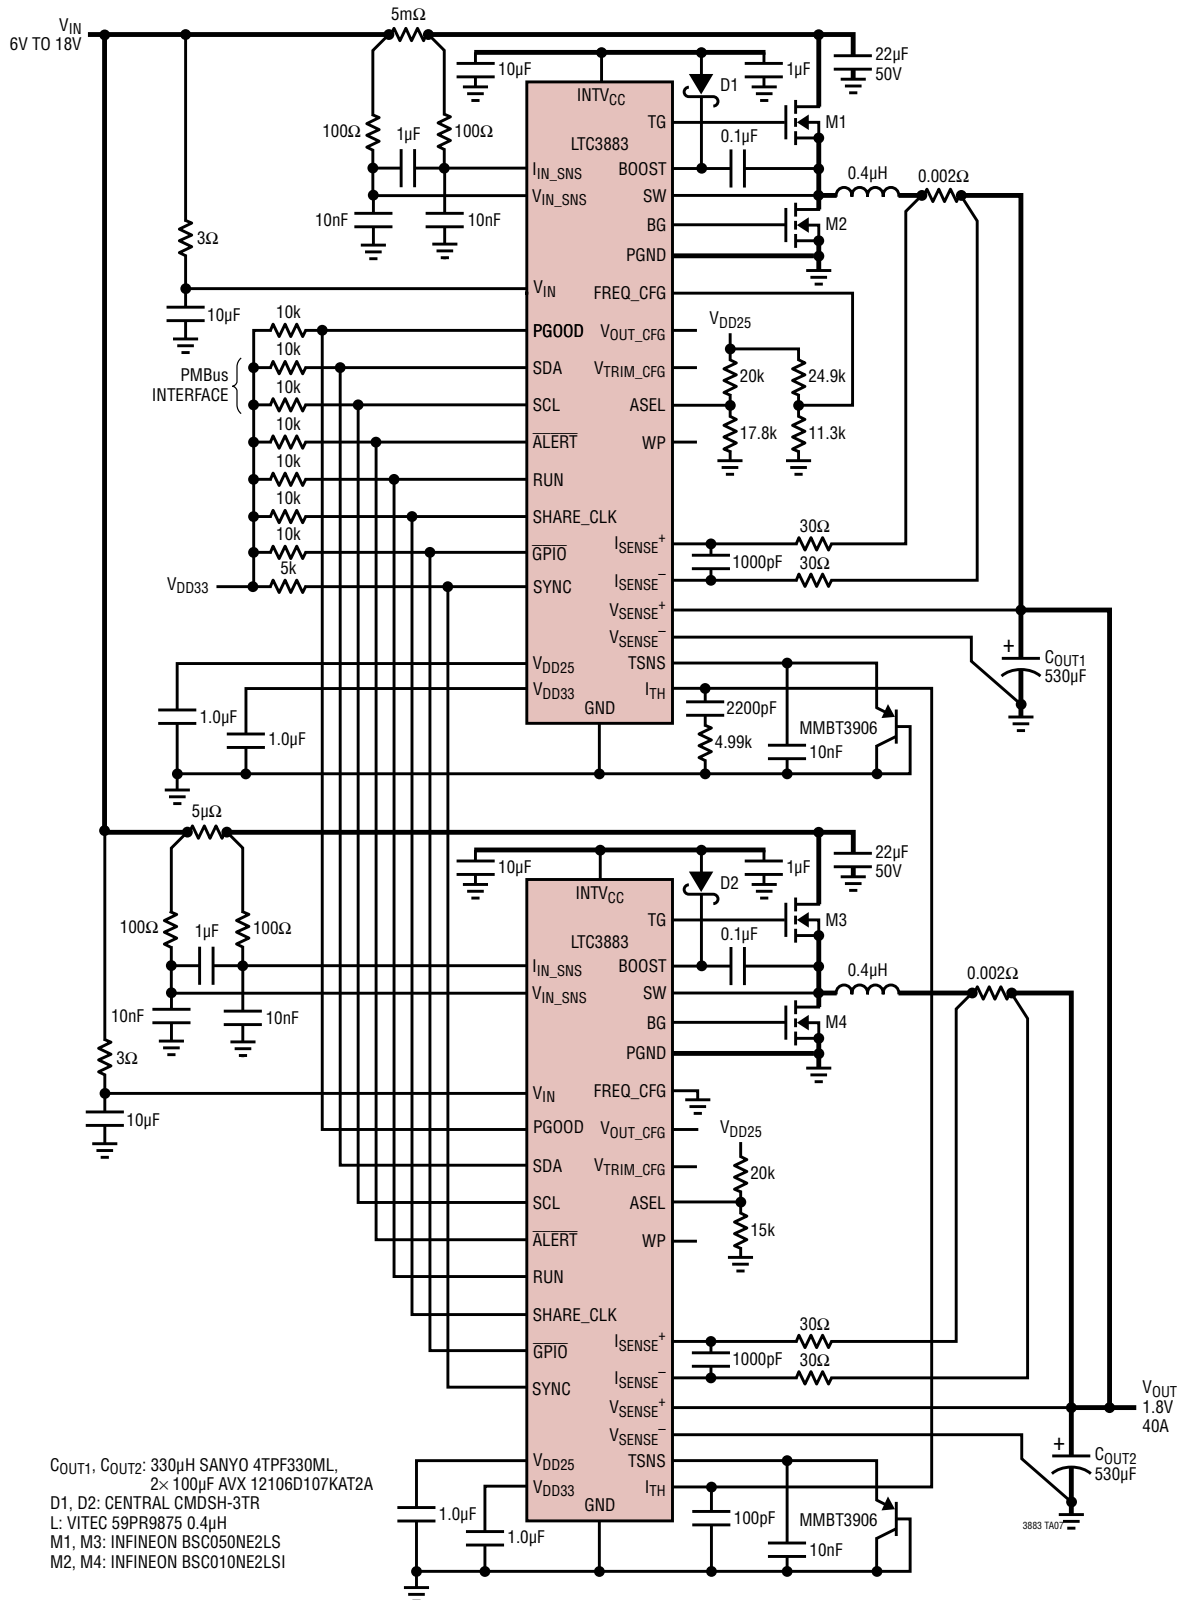 VIN
6V TO 18V
5mΩ
10µF
1µF
22µF
50V
D1
INTVCC
LTC3883
TG
M1
100Ω
1µF
100Ω
0.1µF
IIN_SNS
BOOST
0.4µH
0.002Ω
VIN_SNS
SW
10nF
10nF
BG
M2
3Ω
PGND
VIN
FREQ_CFG
10µF
10k
PGOOD
VOUT_CFG
VDD25
10k
SDA
VTRIM_CFG
20k
24.9k
PMBus
INTERFACE
10k
SCL
ASEL
17.8k
11.3k
10k
ALERT
WP
10k
RUN
10k
SHARE_CLK
30Ω
ISENSE+
10k
GPIO
1000pF
30Ω
ISENSE–
VDD33
5k
SYNC
VSENSE+
VSENSE–
+
COUT1
530µF
VDD25
TSNS
VDD33
ITH
GND
1.0µF
1.0µF
2200pF
4.99k
MMBT3906
10nF
5µΩ
10µF
1µF
22µF
50V
D2
INTVCC
LTC3883
TG
M3
100Ω
1µF
100Ω
0.1µF
IIN_SNS
BOOST
0.4µH
0.002Ω
VIN_SNS
SW
10nF
10nF
BG
M4
3Ω
PGND
VIN
FREQ_CFG
10µF
PGOOD
VOUT_CFG
VDD25
SDA
VTRIM_CFG
20k
SCL
ASEL
15k
ALERT
WP
RUN
SHARE_CLK
30Ω
ISENSE+
GPIO
1000pF
30Ω
ISENSE–
SYNC
VSENSE+
VOUT
1.8V
40A
VSENSE–
+
COUT2
530µF
VDD25
TSNS
VDD33
ITH
GND
1.0µF
1.0µF
100pF
MMBT3906
10nF
3883 TA07
COUT1, COUT2: 330µH SANYO 4TPF330ML,
2× 100µF AVX 12106D107KAT2A
D1, D2: CENTRAL CMDSH-3TR
L: VITEC 59PR9875 0.4µH
M1, M3: INFINEON BSC050NE2LS
M2, M4: INFINEON BSC010NE2LSI